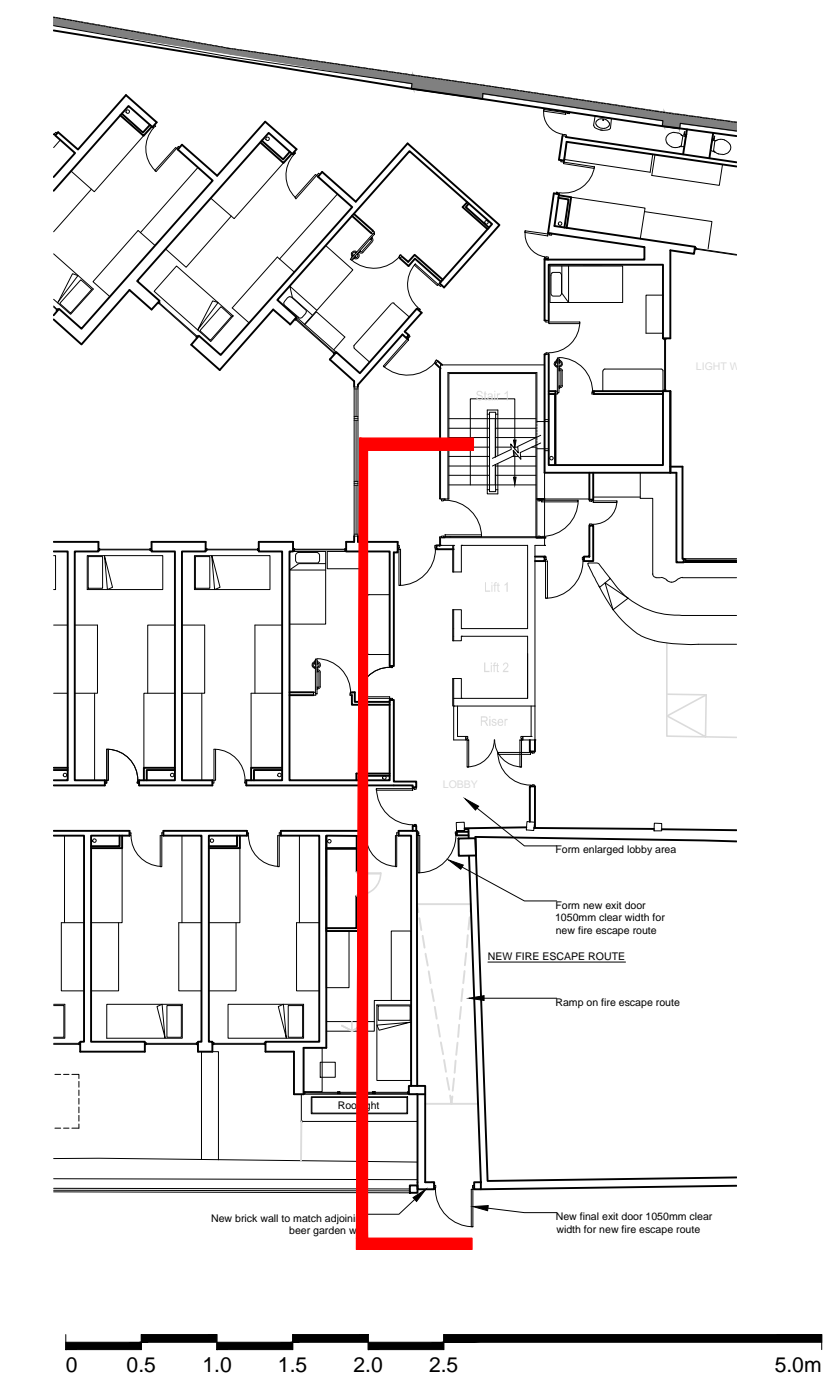 Stair 1
LIGHT W
Lift 1
Lift 2
Riser
LOBBY
Form enlarged lobby area
Form new exit door
1050mm clear width for
new fire escape route
NEW FIRE ESCAPE ROUTE
Ramp on fire escape route
New brick wall to match adjoini
beer garden w
New final exit door 1050mm clear
width for new fire escape route
0 0.5 1.0 1.5 2.0 2.5 5.0m